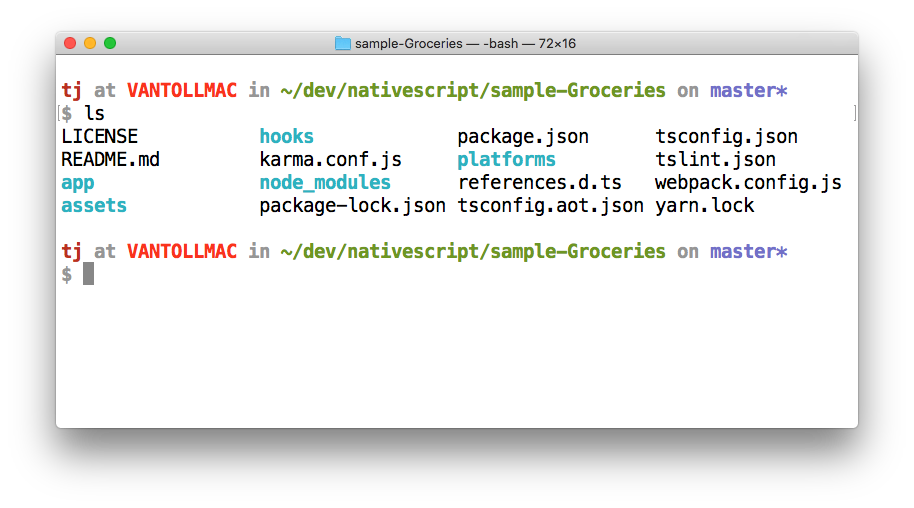 sample-Groceries — -bash — 72×16
tj at VANTOLLMAC in ~/dev/nativescript/sample-Groceries on master*
$ ls
LICENSE hooks package.json tsconfig.json
README.md karma.conf.js platforms tslint.json
app node_modules references.d.ts webpack.config.js
assets package-lock.json tsconfig.aot.json yarn.lock
tj at VANTOLLMAC in ~/dev/nativescript/sample-Groceries on master*
$